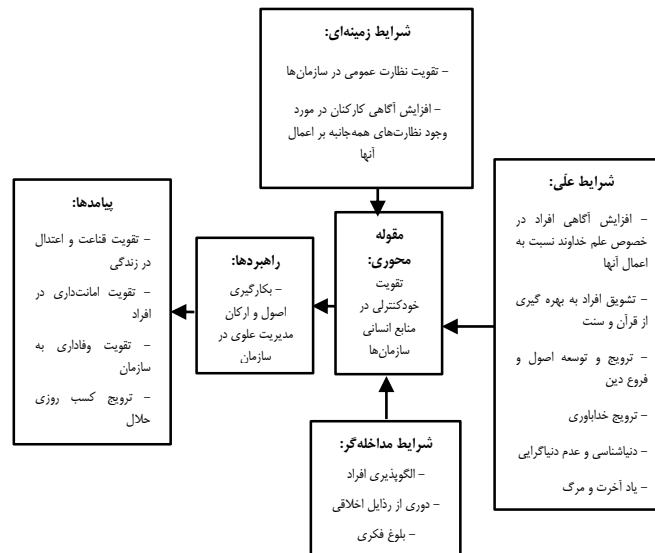 شرایط زمینه‌ای:
– تقویت نظارت عمومی در سازمان‌ها
– افزایش آگاهی کارکنان در مورد
وجود نظارت‌های همه‌جانبه بر اعمال
آنها
شرایط علّی:
– افزایش آگاهی افراد در
خصوص علم خداوند نسبت به
اعمال آنها
– تشویق افراد به بهره گیری
از قرآن و سنت
– ترویج و توسعه اصول و
فروع دین
– ترویج خداباوری
– دنیاشناسی و عدم دنیاگرایی
– یاد آخرت و مرگ
مقوله
محوری:
تقویت
خودکنترلی در
منابع انسانی
سازمان‌ها
راهبردها:
– بکارگیری
اصول و ارکان
مدیریت علوی در
سازمان
پیامدها:
– تقویت قناعت و اعتدال
در زندگی
– تقویت امانت‌داری در
افراد
– تقویت وفاداری به
سازمان
– ترویج کسب روزی
حلال
شرایط مداخله‌گر:
– الگوپذیری افراد
– دوری از رذایل اخلاقی
– بلوغ فکری